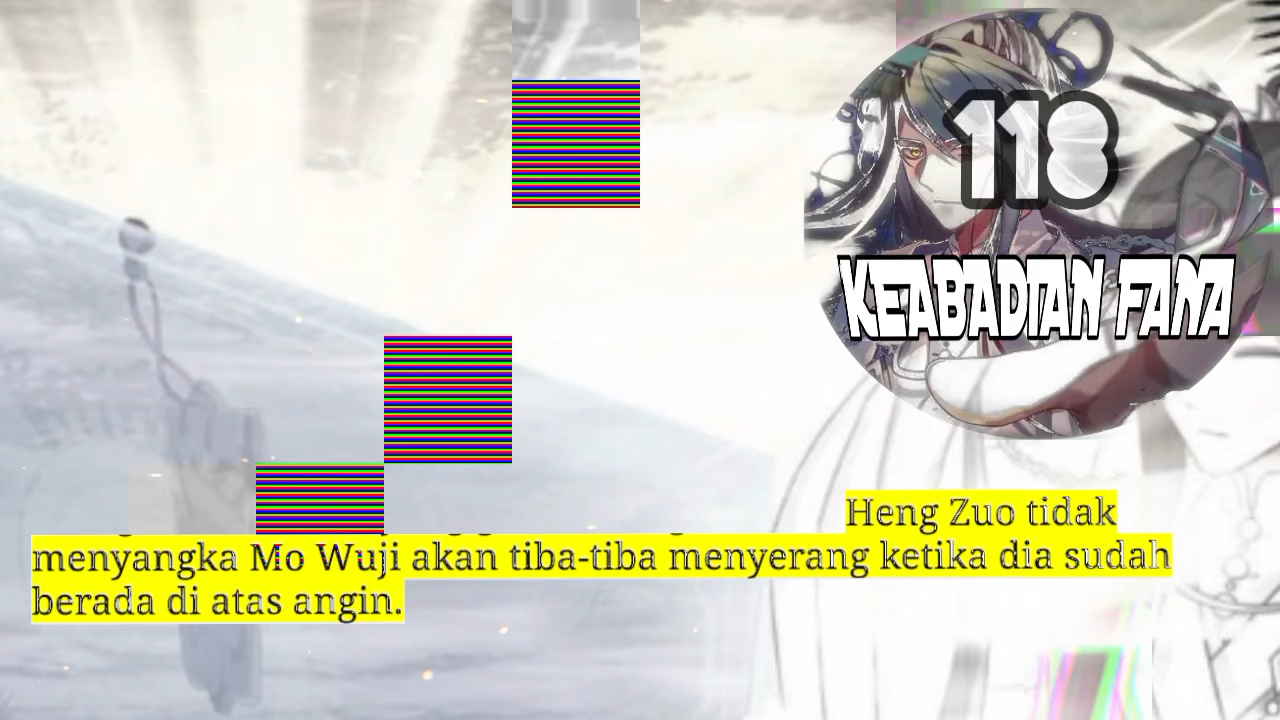 118
KEABADIAN FANA
Heng Zuo tidak
menyangka Mo Wuji akan tiba-tiba menyerang ketika dia sudah
berada di atas angin.